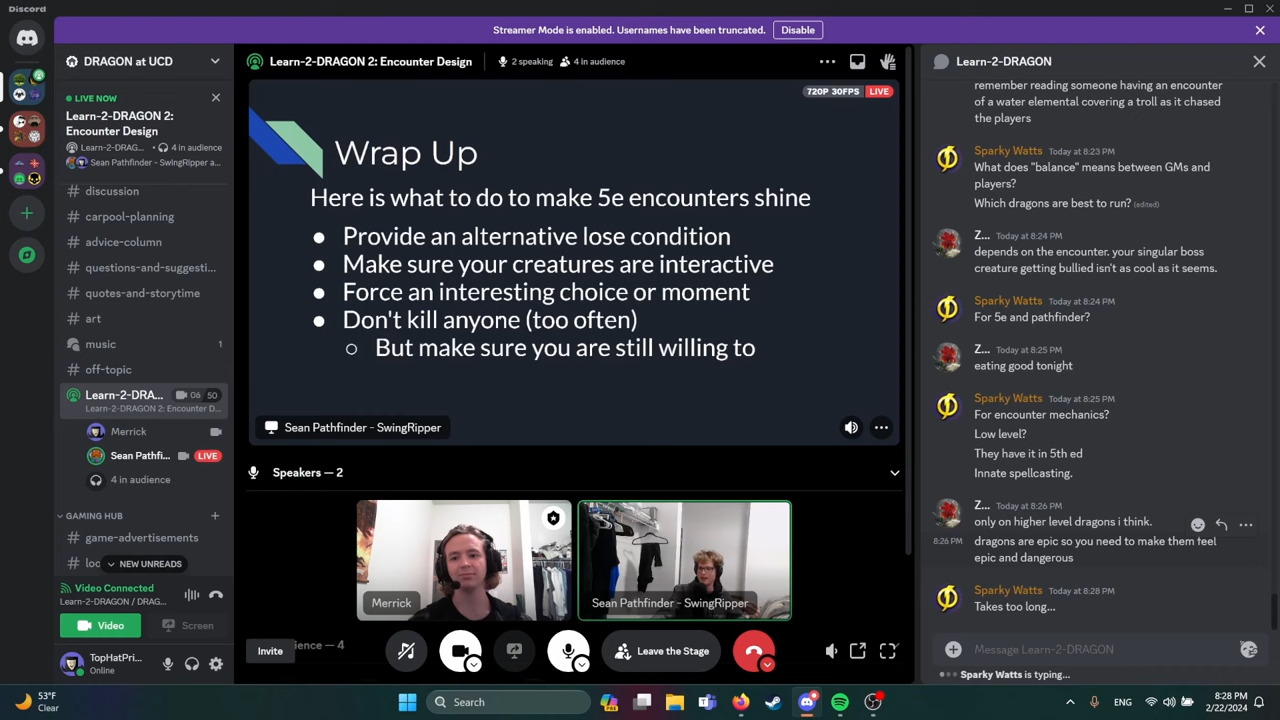 Discord
Streamer Mode is enabled. Usernames have been truncated.
Disable
DRAGON at UCD
LIVE NOW
Learn-2-DRAGON 2:
Encounter Design
Learn-2-DRAG...
4 in audience
Sean Pathfinder - SwingRipper a...
discussion
carpool-planning
advice-column
questions-and-suggesti...
quotes-and-storytime
art
music
1
off-topic
Learn-2-DRA...
06
50
Learn-2-DRAGON 2: Encounter D...
Merrick
Sean Pathfi...
LIVE
4 in audience
GAMING HUB
game-advertisements
loc
NEW UNREADS
Video Connected
Learn-2-DRAGON / DRAG...
Video
Screen
TopHatPri...
Online
Learn-2-DRAGON 2: Encounter Design
2 speaking
4 in audience
720P 30FPS
LIVE
Wrap Up
Here is what to do to make 5e encounters shine
● Provide an alternative lose condition
● Make sure your creatures are interactive
● Force an interesting choice or moment
● Don't kill anyone (too often)
○ But make sure you are still willing to
Sean Pathfinder - SwingRipper
Speakers — 2
Merrick
Sean Pathfinder - SwingRipper
Invite
ience — 4
Leave the Stage
Learn-2-DRAGON
remember reading someone having an encounter
of a water elemental covering a troll as it chased
the players
Sparky Watts Today at 8:23 PM
What does "balance" means between GMs and
players?
Which dragons are best to run? (edited)
Z... Today at 8:24 PM
depends on the encounter. your singular boss
creature getting bullied isn't as cool as it seems.
Sparky Watts Today at 8:24 PM
For 5e and pathfinder?
Z... Today at 8:25 PM
eating good tonight
Sparky Watts Today at 8:25 PM
For encounter mechanics?
Low level?
They have it in 5th ed
Innate spellcasting.
Z... Today at 8:26 PM
only on higher level dragons i think.
8:26 PM dragons are epic so you need to make them feel
epic and dangerous
Sparky Watts Today at 8:28 PM
Takes too long...
Message Learn-2-DRAGON
Sparky Watts is typing...
53°F
Clear
Search
PRE
ENG
8:28 PM
2/22/2024